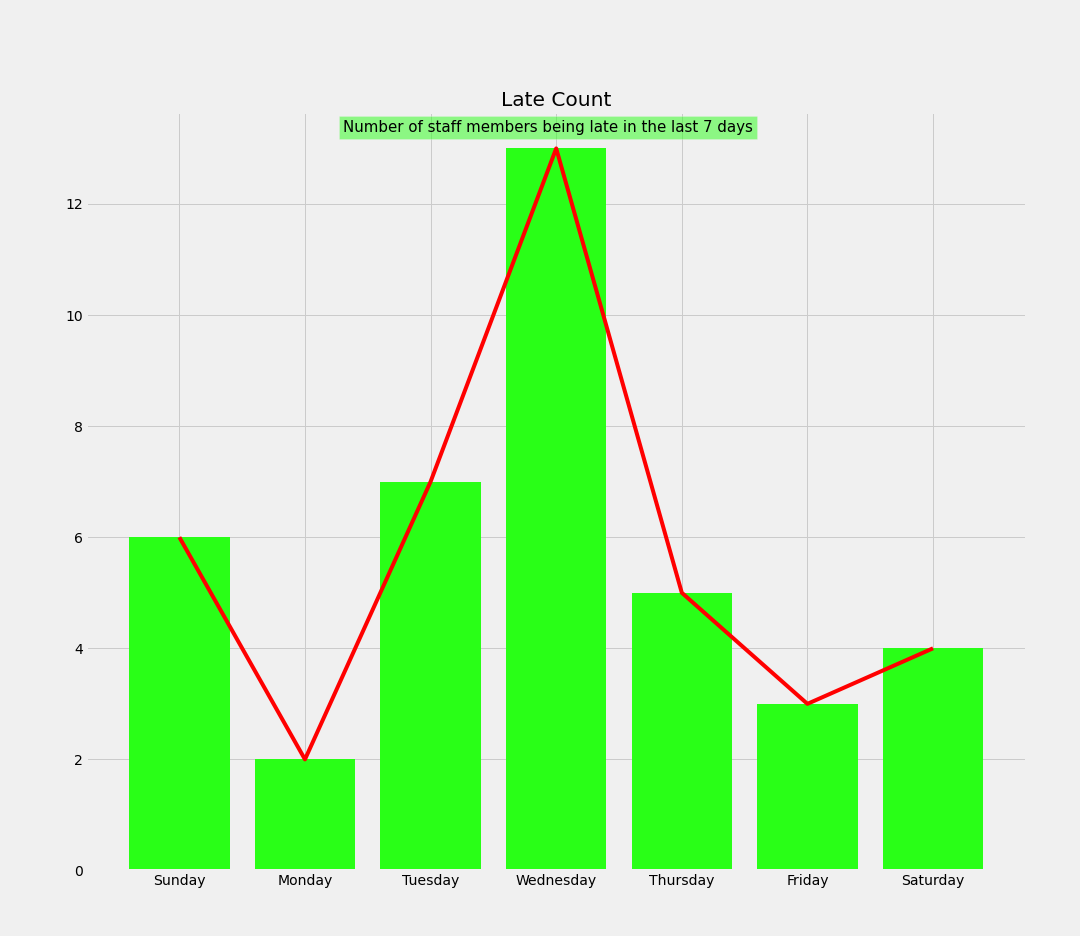 Late Count
Number of staff members being late in the last 7 days
12
10
8
6
4
2
0
Sunday Monday Tuesday Wednesday Thursday Friday Saturday